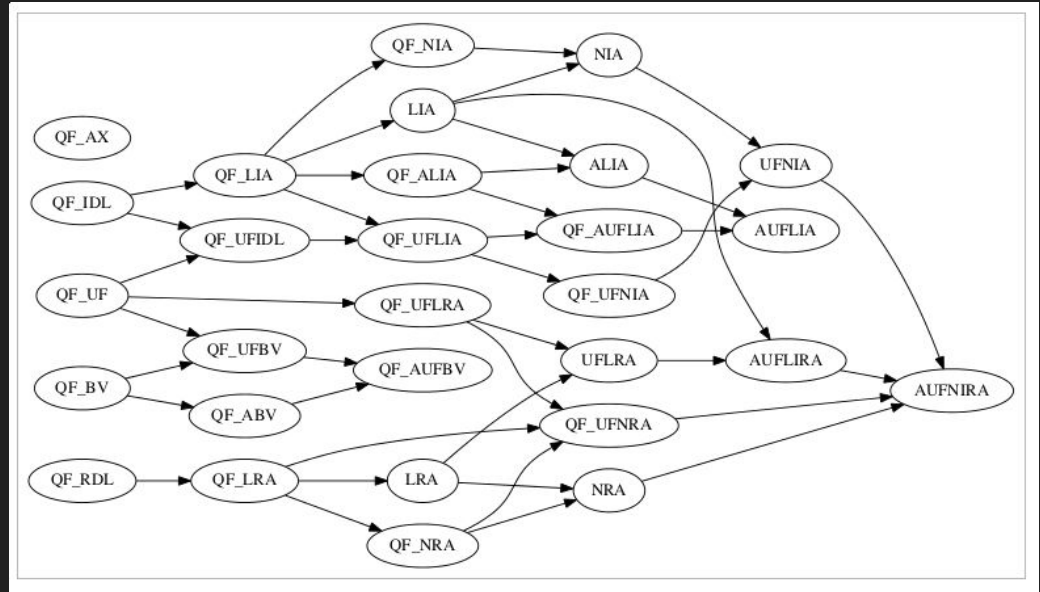 QF_NIA
NIA
LIA
QF_AX
QF_LIA
QF_ALIA
ALIA
UFNIA
QF_IDL
QF_UFIDL
QF_UFLIA
QF_AUFLIA
AUFLIA
QF_UF
QF_UFLRA
QF_UFNIA
QF_UFBV
QF_AUFBV
UFLRA
AUFLIRA
QF_BV
QF_ABV
QF_UFNRA
AUFNIRA
QF_RDL
QF_LRA
LRA
NRA
QF_NRA